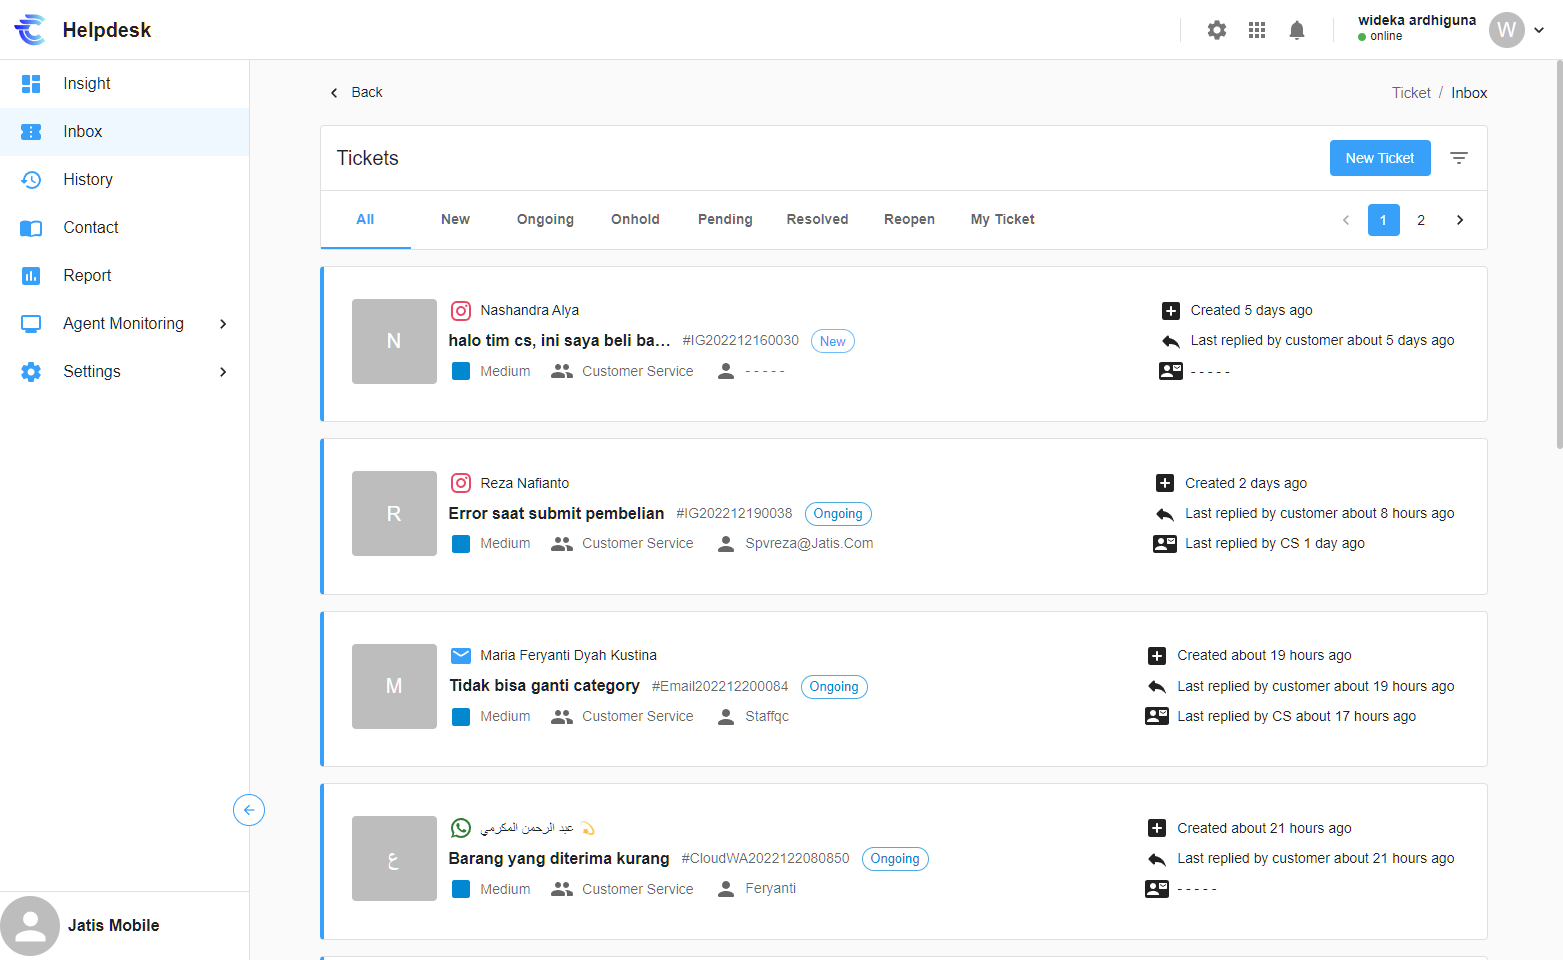 Helpdesk
wideka ardhiguna
online
W
Insight
Inbox
History
Contact
Report
Agent Monitoring
Settings
Jatis Mobile
Back
Ticket / Inbox
Tickets
New Ticket
All New Ongoing Onhold Pending Resolved Reopen My Ticket
1 2
N
Nashandra Alya
halo tim cs, ini saya beli ba... #IG202212160030 New
Medium Customer Service - - - - -
Created 5 days ago
Last replied by customer about 5 days ago
- - - - -
R
Reza Nafianto
Error saat submit pembelian #IG202212190038 Ongoing
Medium Customer Service Spvreza@Jatis.Com
Created 2 days ago
Last replied by customer about 8 hours ago
Last replied by CS 1 day ago
M
Maria Feryanti Dyah Kustina
Tidak bisa ganti category #Email202212200084 Ongoing
Medium Customer Service Staffqc
Created about 19 hours ago
Last replied by customer about 19 hours ago
Last replied by CS about 17 hours ago
ع
عبد الرحمن المكرمي 💫
Barang yang diterima kurang #CloudWA2022122080850 Ongoing
Medium Customer Service Feryanti
Created about 21 hours ago
Last replied by customer about 21 hours ago
- - - - -